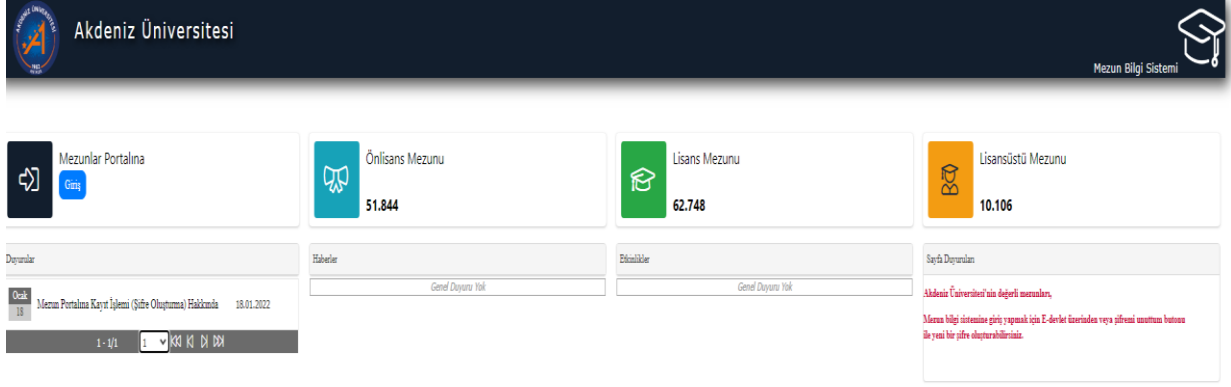 Akdeniz Üniversitesi
Mezun Bilgi Sistemi
Mezunlar Portalına
Giriş
Önlisans Mezunu
51.844
Lisans Mezunu
62.748
Lisansüstü Mezunu
10.106
Duyurular
Haberler
Etkinlikler
Sayfa Duyuruları
Ocak
18
Mezun Portalına Kayıt İşlemi (Şifre Oluşturma) Hakkında 18.01.2022
1 - 1/1 1
Genel Duyuru Yok
Genel Duyuru Yok
Akdeniz Üniversitesi'nin değerli mezunları,
Mezun bilgi sistemine giriş yapmak için E-devlet üzerinden veya şifremi unuttum butonu
ile yeni bir şifre oluşturabilirsiniz.